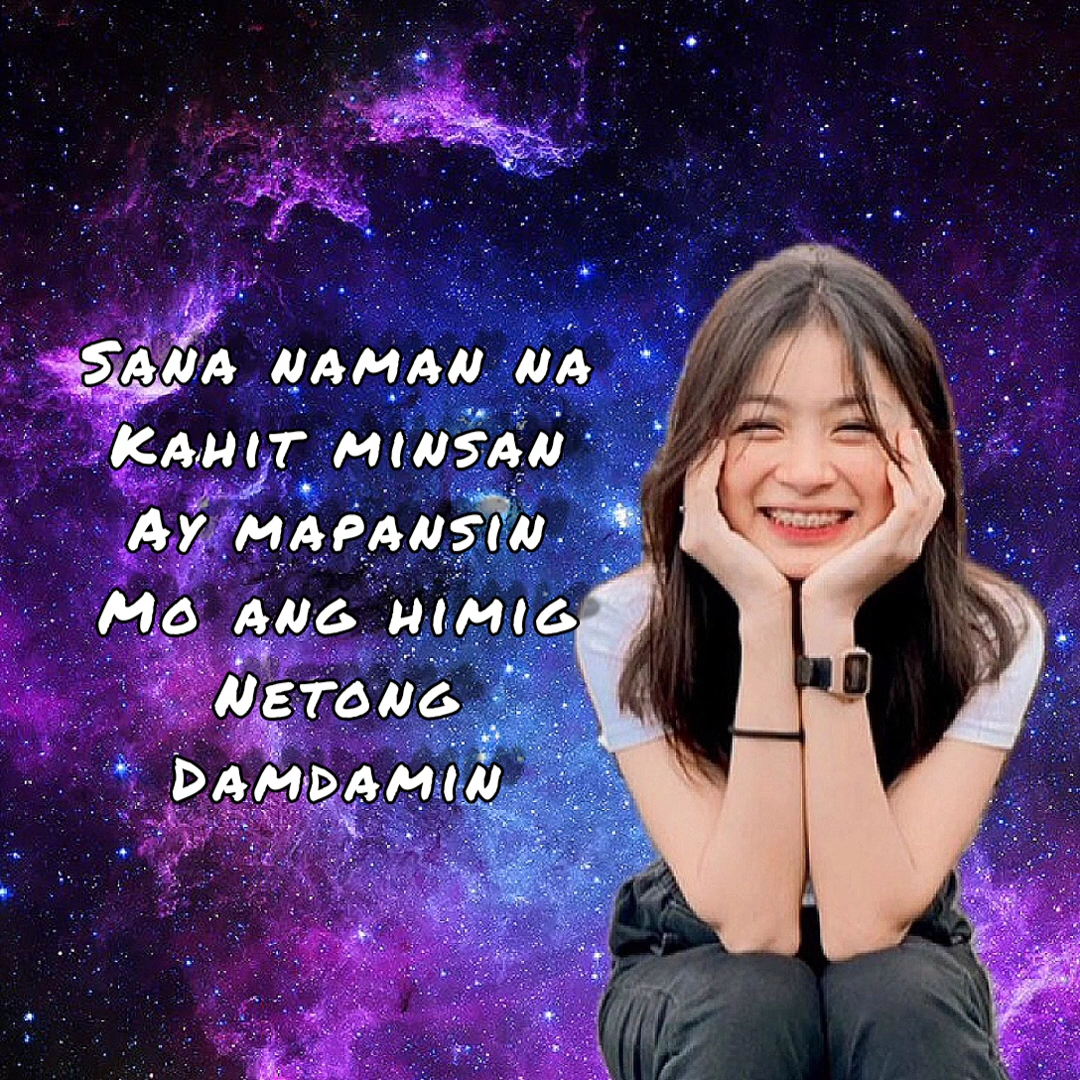 Sana naman na
Kahit minsan
Ay mapansin
Mo ang himig
Netong
Damdamin